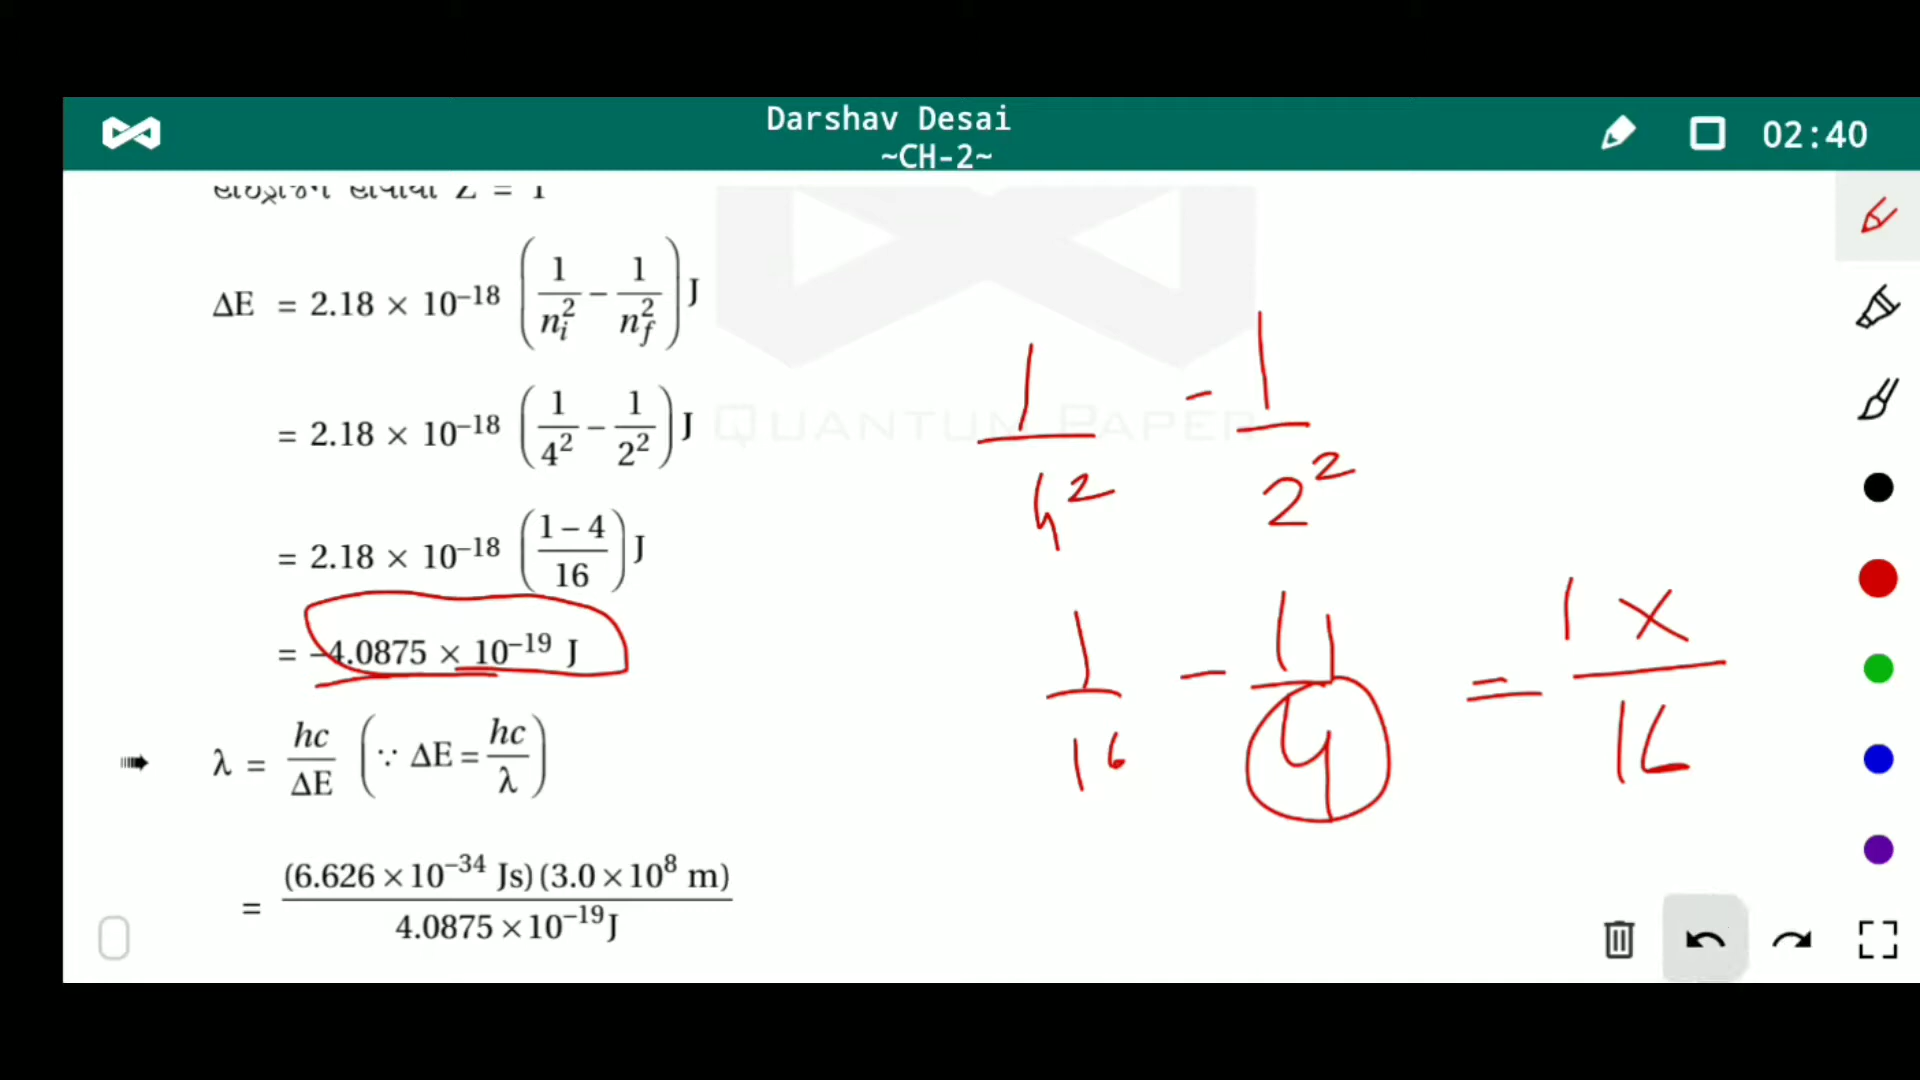 Darshav Desai
~CH-2~
02:40
Z = 1
ΔE = 2.18 × 10⁻¹⁸ (1/nᵢ² − 1/n_f²) J
= 2.18 × 10⁻¹⁸ (1/4² − 1/2²) J
= 2.18 × 10⁻¹⁸ ((1 − 4)/16) J
= −4.0875 × 10⁻¹⁹ J
➠ λ = hc/ΔE (∵ ΔE = hc/λ)
= (6.626 × 10⁻³⁴ Js) (3.0 × 10⁸ m) / 4.0875 × 10⁻¹⁹ J
QUANTUM PAPER
1/4² - 1/2²
1/16 - 11/4 = 1 x/16